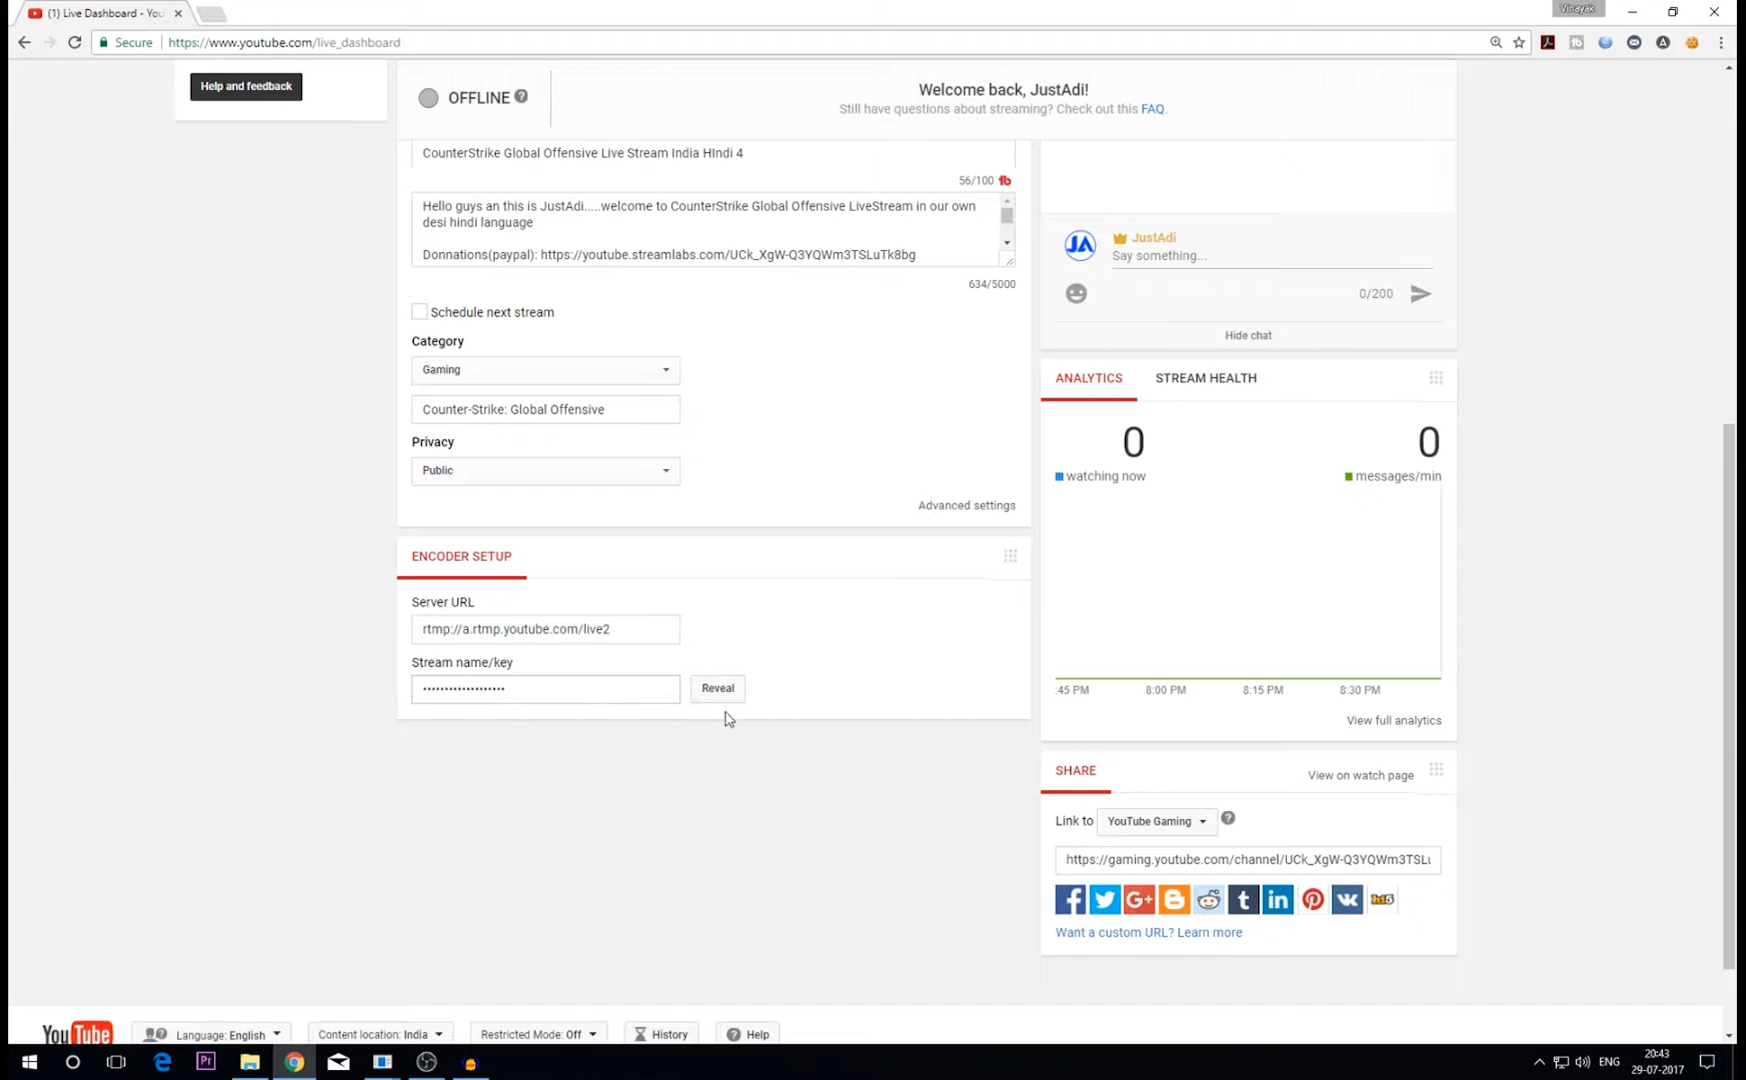 (1) Live Dashboard - You
Vinayak
Secure
https://www.youtube.com/live_dashboard
Help and feedback
OFFLINE
Welcome back, JustAdi!
Still have questions about streaming? Check out this FAQ.
CounterStrike Global Offensive Live Stream India HIndi 4
56/100
Hello guys an this is JustAdi.....welcome to CounterStrike Global Offensive LiveStream in our own
desi hindi language
Donnations(paypal): https://youtube.streamlabs.com/UCk_XgW-Q3YQWm3TSLuTk8bg
634/5000
Schedule next stream
Category
Gaming
Counter-Strike: Global Offensive
Privacy
Public
Advanced settings
ENCODER SETUP
Server URL
rtmp://a.rtmp.youtube.com/live2
Stream name/key
Reveal
JA
JustAdi
Say something...
0/200
Hide chat
ANALYTICS
STREAM HEALTH
0
0
watching now
messages/min
:45 PM
8:00 PM
8:15 PM
8:30 PM
View full analytics
SHARE
View on watch page
Link to
YouTube Gaming
https://gaming.youtube.com/channel/UCk_XgW-Q3YQWm3TSLu
Want a custom URL? Learn more
YouTube
Language: English
Content location: India
Restricted Mode: Off
History
Help
Pr
ENG
20:43
29-07-2017